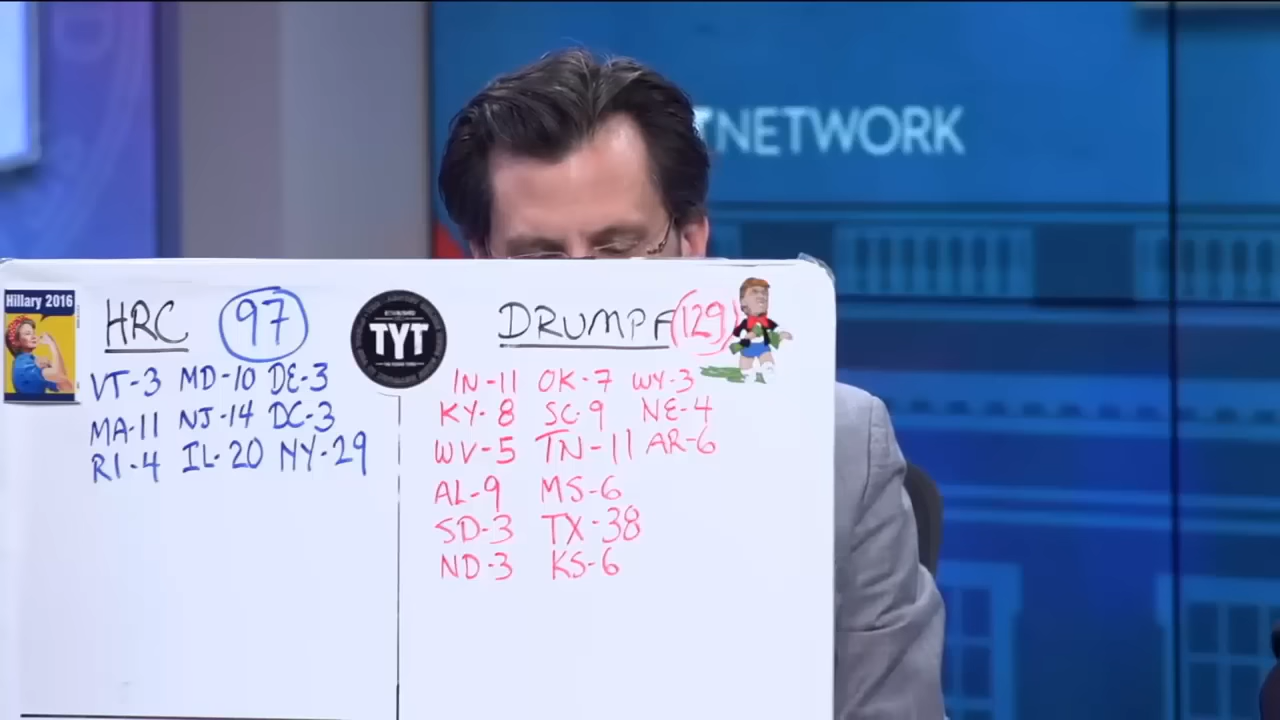 NETWORK
Hillary 2016
HRC 97
VT-3 MD-10 DE-3
MA-11 NJ-14 DC-3
RI-4 IL-20 NY-29
TYT
DRUMPF (129)
IN-11 OK-7 WY-3
KY-8 SC-9 NE-4
WV-5 TN-11 AR-6
AL-9 MS-6
SD-3 TX-38
ND-3 KS-6